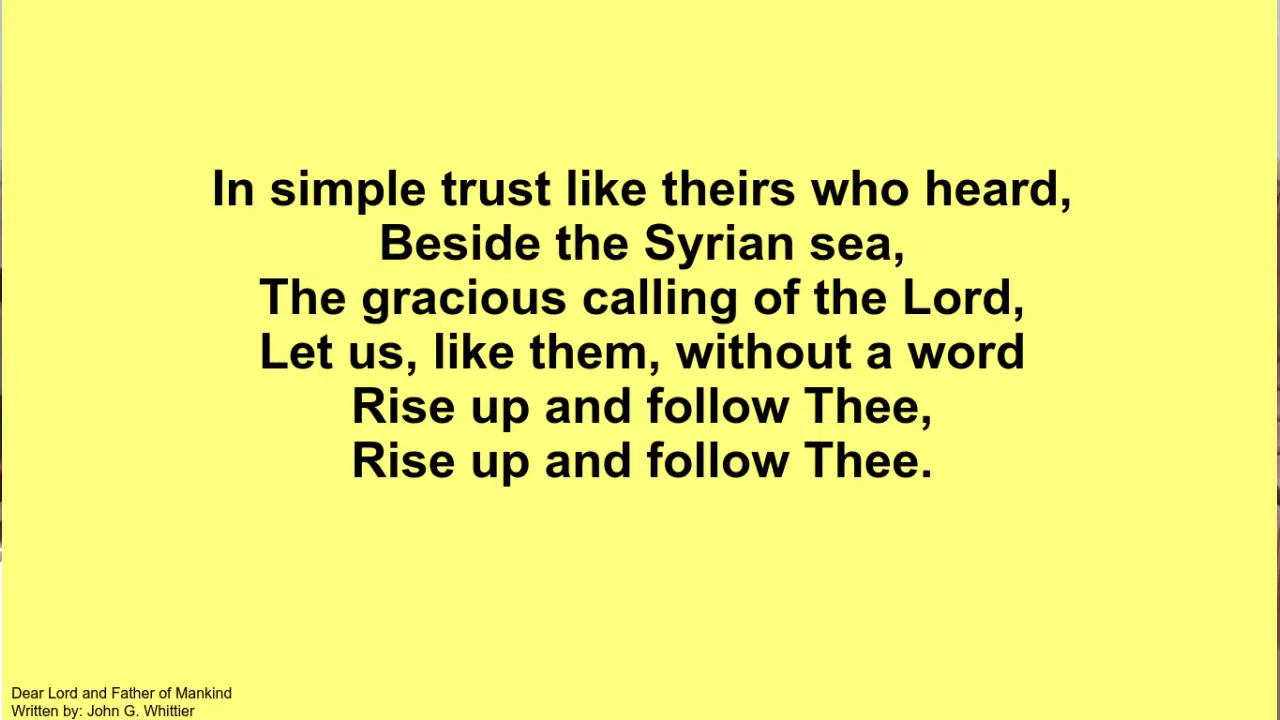 In simple trust like theirs who heard,
Beside the Syrian sea,
The gracious calling of the Lord,
Let us, like them, without a word
Rise up and follow Thee,
Rise up and follow Thee.
Dear Lord and Father of Mankind
Written by: John G. Whittier